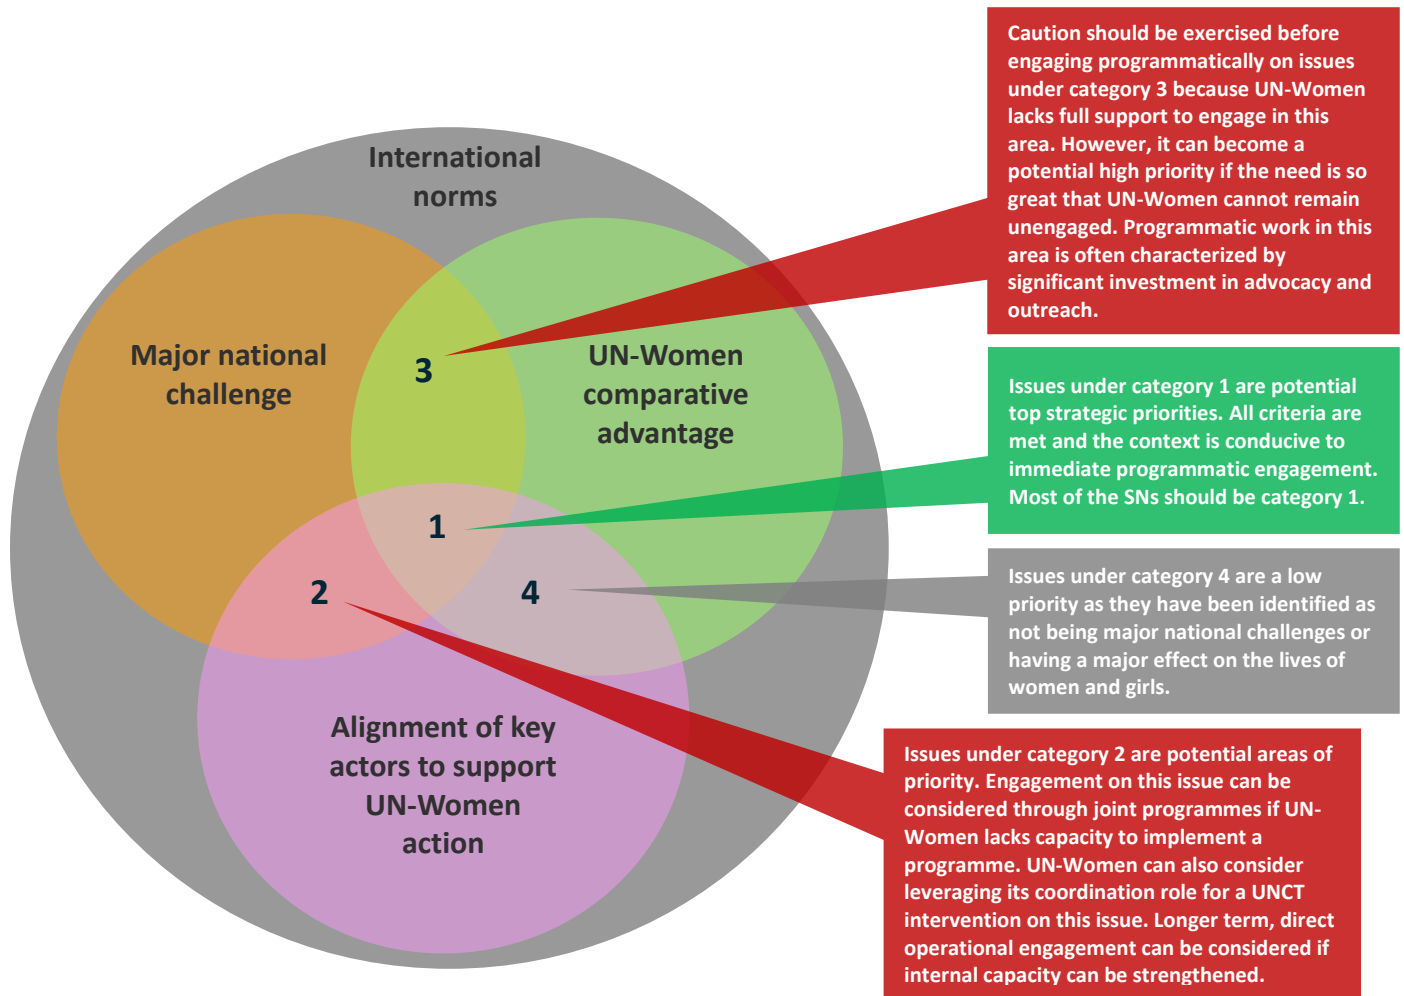 International
norms
Major national
challenge
3
UN-Women
comparative
advantage
1
2
4
Alignment of key
actors to support
UN-Women
action
Caution should be exercised before
engaging programmatically on issues
under category 3 because UN-Women
lacks full support to engage in this
area. However, it can become a
potential high priority if the need is so
great that UN-Women cannot remain
unengaged. Programmatic work in this
area is often characterized by
significant investment in advocacy and
outreach.
Issues under category 1 are potential
top strategic priorities. All criteria are
met and the context is conducive to
immediate programmatic engagement.
Most of the SNs should be category 1.
Issues under category 4 are a low
priority as they have been identified as
not being major national challenges or
having a major effect on the lives of
women and girls.
Issues under category 2 are potential areas of
priority. Engagement on this issue can be
considered through joint programmes if UN-
Women lacks capacity to implement a
programme. UN-Women can also consider
leveraging its coordination role for a UNCT
intervention on this issue. Longer term, direct
operational engagement can be considered if
internal capacity can be strengthened.